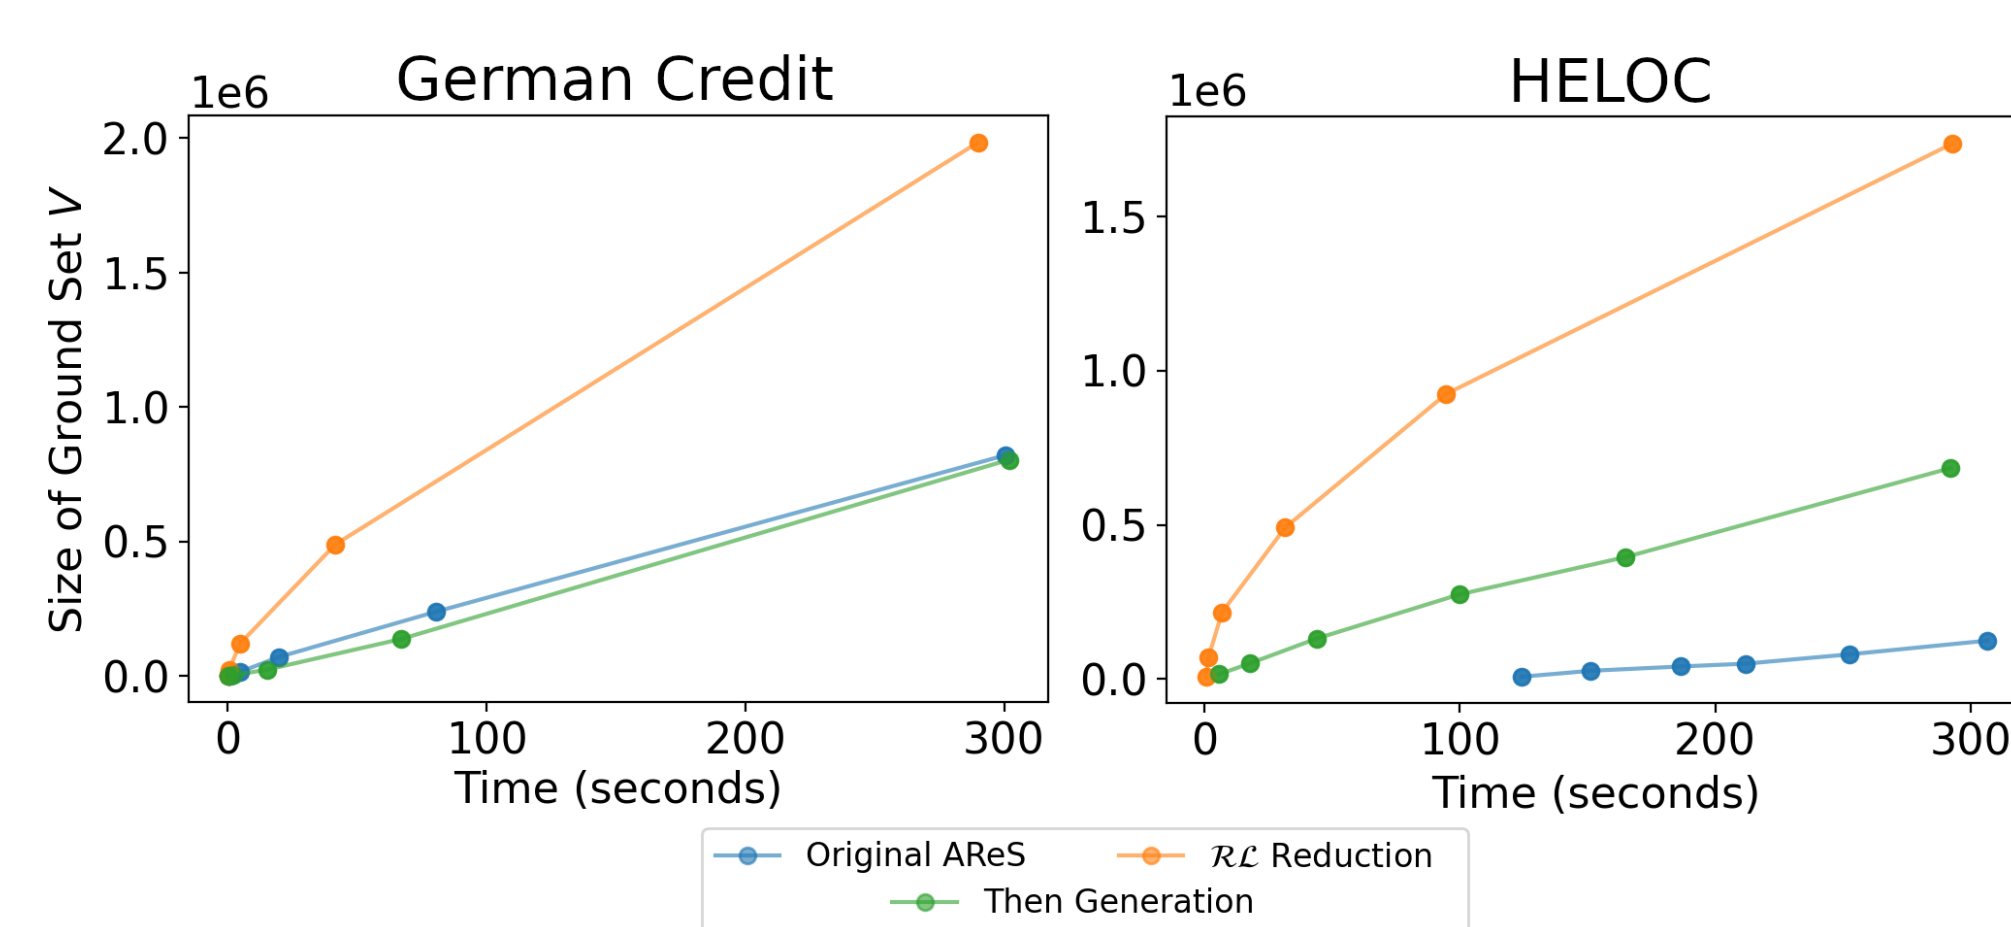 German Credit
1e6
2.0
1.5
1.0
0.5
0.0
Size of Ground Set V
0 100 200 300
Time (seconds)
HELOC
1e6
1.5
1.0
0.5
0.0
0 100 200 300
Time (seconds)
Original AReS
ℛℒ Reduction
Then Generation